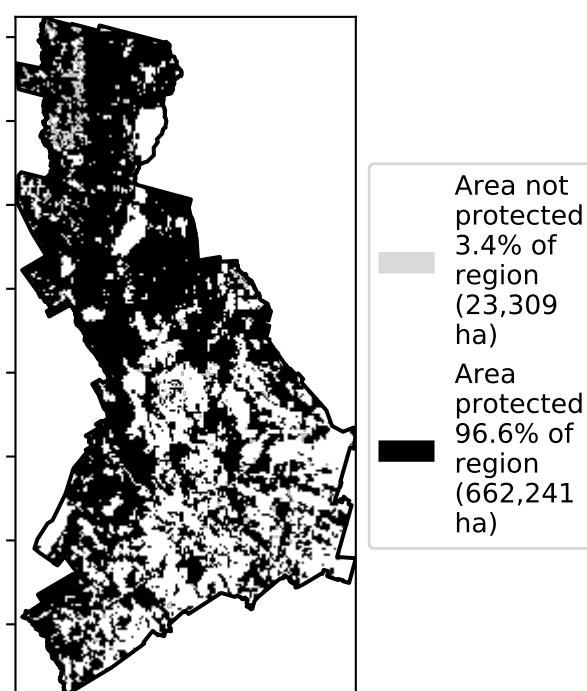 Area not
protected
3.4% of
region
(23,309
ha)
Area
protected
96.6% of
region
(662,241
ha)